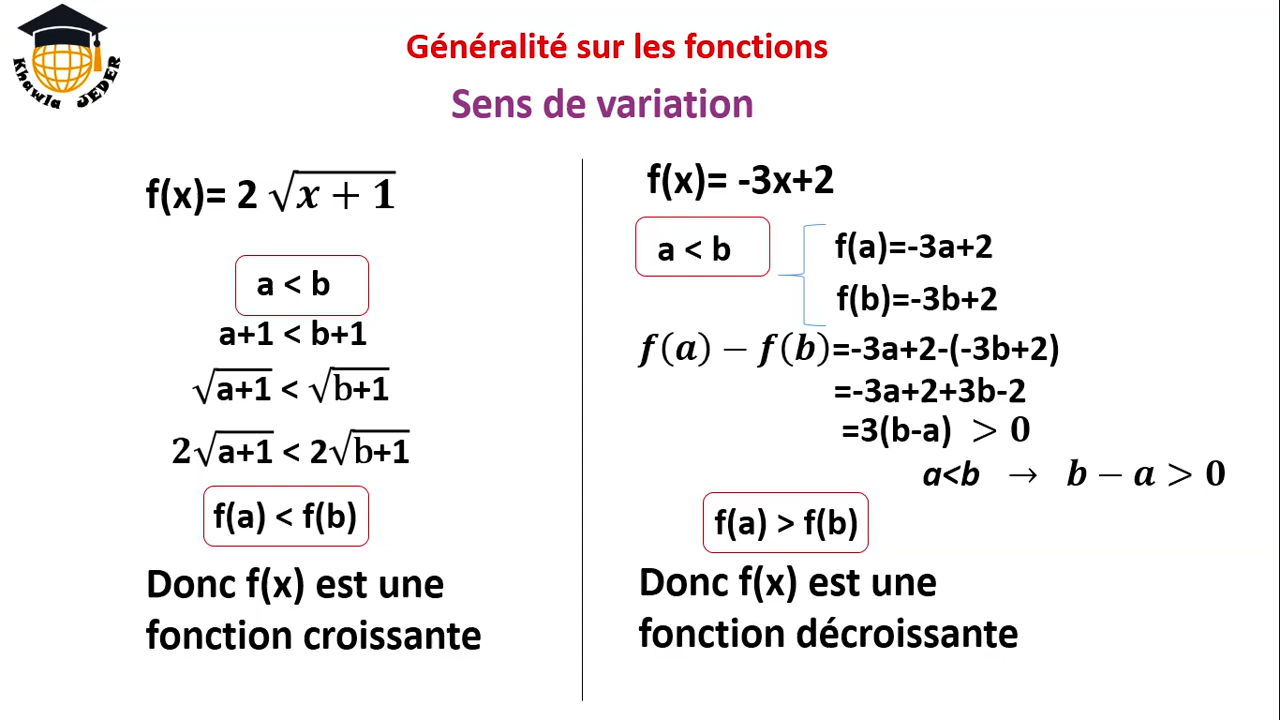 Khawla JEDER
Généralité sur les fonctions
Sens de variation
f(x)= 2 √(x + 1)
a < b
a+1 < b+1
√(a+1) < √(b+1)
2√(a+1) < 2√(b+1)
f(a) < f(b)
Donc f(x) est une
fonction croissante
f(x)= -3x+2
a < b
f(a)=-3a+2
f(b)=-3b+2
f(a) − f(b)=-3a+2-(-3b+2)
=-3a+2+3b-2
=3(b-a) > 0
a<b → b − a > 0
f(a) > f(b)
Donc f(x) est une
fonction décroissante